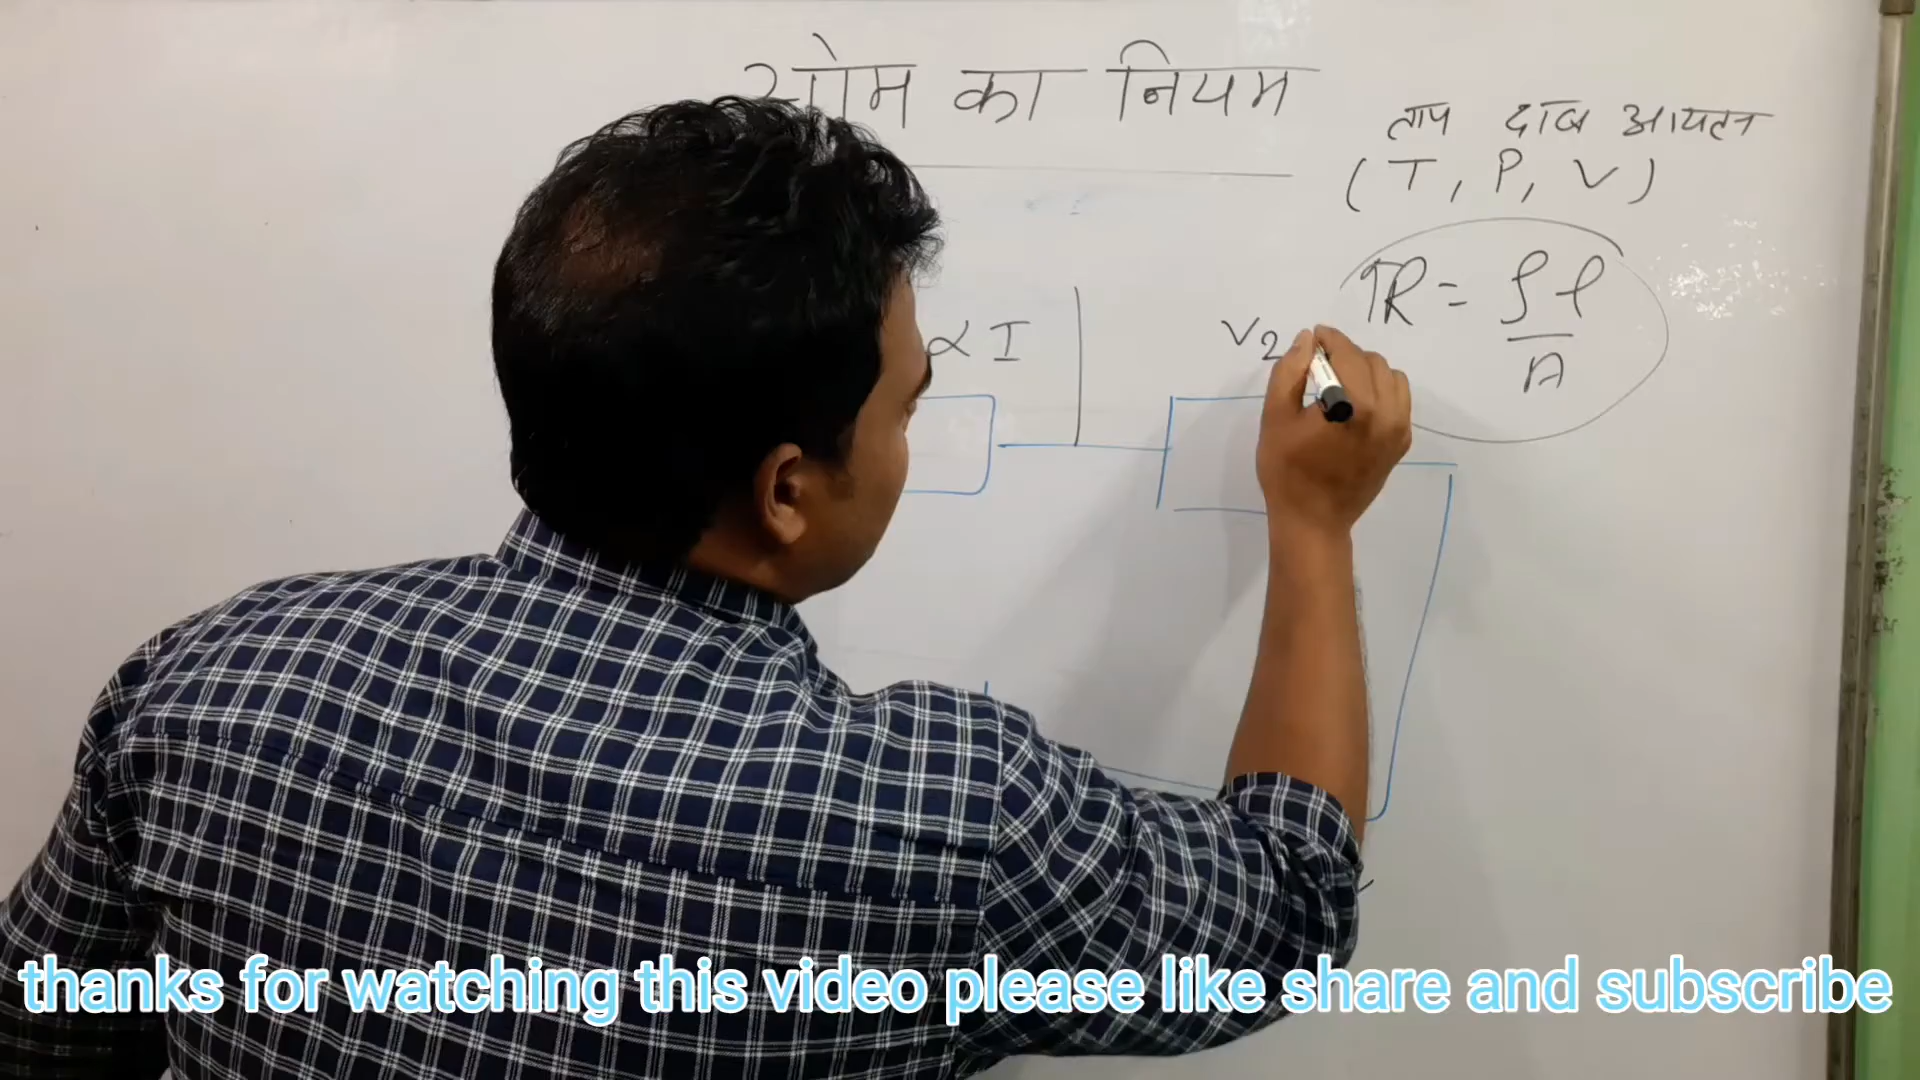 ओम का नियम
ताप दाब आयतन
(T, P, V)
R = ρl
A
∝ I
V2
thanks for watching this video please like share and subscribe